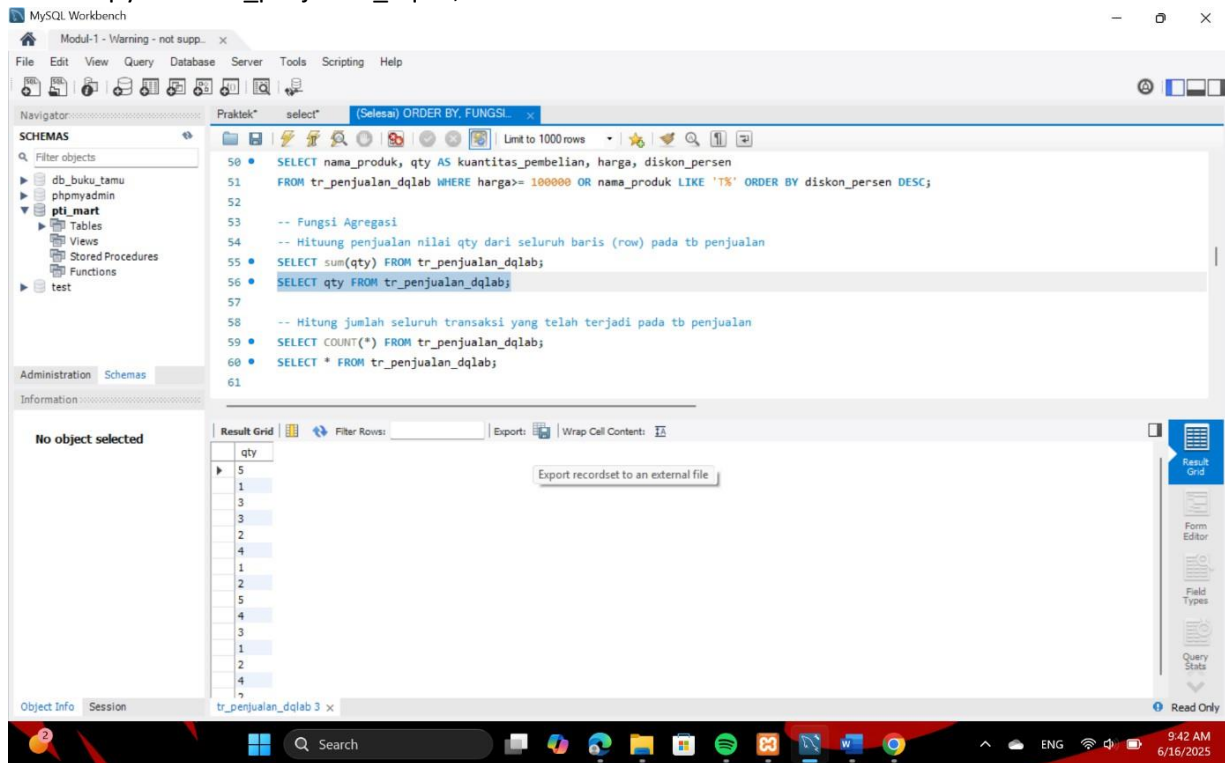 MySQL Workbench
Modul-1 - Warning - not supp..
File Edit View Query Database Server Tools Scripting Help
Navigator
Praktek* select* (Selesai) ORDER BY, FUNGSI...
SCHEMAS
Limit to 1000 rows
Filter objects
db_buku_tamu
phpmyadmin
pti_mart
Tables
Views
Stored Procedures
Functions
test
50 SELECT nama_produk, qty AS kuantitas_pembelian, harga, diskon_persen
51 FROM tr_penjualan_dqlab WHERE harga>= 100000 OR nama_produk LIKE 'T%' ORDER BY diskon_persen DESC;
52
53 -- Fungsi Agregasi
54 -- Hituung penjualan nilai qty dari seluruh baris (row) pada tb penjualan
55 SELECT sum(qty) FROM tr_penjualan_dqlab;
56 SELECT qty FROM tr_penjualan_dqlab;
57
58 -- Hitung jumlah seluruh transaksi yang telah terjadi pada tb penjualan
59 SELECT COUNT(*) FROM tr_penjualan_dqlab;
60 SELECT * FROM tr_penjualan_dqlab;
61
Administration Schemas
Information
No object selected
Result Grid Filter Rows: Export: Wrap Cell Content:
qty
5
1
3
3
2
4
1
2
5
4
3
1
2
4
Export recordset to an external file
Result Grid
Form Editor
Field Types
Query Stats
Object Info Session
tr_penjualan_dqlab 3
Read Only
2
Search
ENG
9:42 AM
6/16/2025